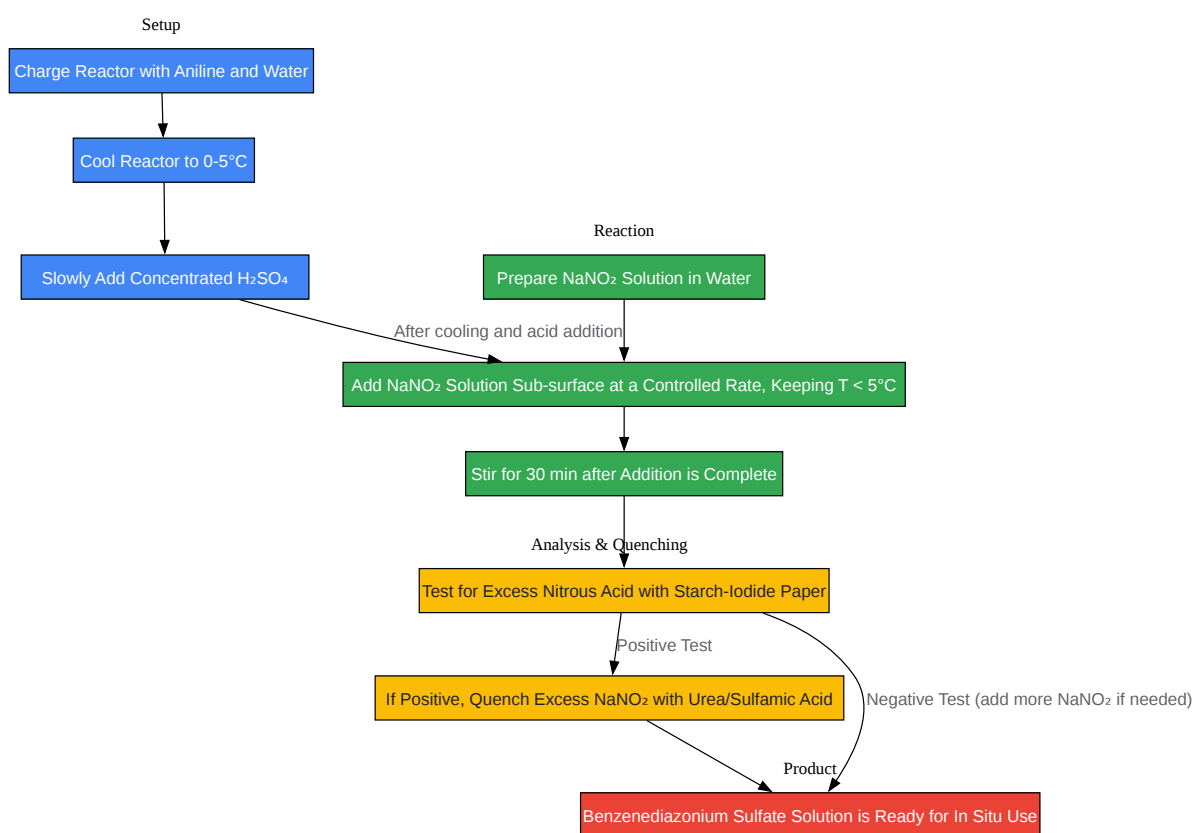 Setup
Charge Reactor with Aniline and Water
Cool Reactor to 0-5°C
Slowly Add Concentrated H₂SO₄
Reaction
Prepare NaNO₂ Solution in Water
After cooling and acid addition
Add NaNO₂ Solution Sub-surface at a Controlled Rate, Keeping T < 5°C
Stir for 30 min after Addition is Complete
Analysis & Quenching
Test for Excess Nitrous Acid with Starch-Iodide Paper
Positive Test
If Positive, Quench Excess NaNO₂ with Urea/Sulfamic Acid
Negative Test (add more NaNO₂ if needed)
Product
Benzenediazonium Sulfate Solution is Ready for In Situ Use